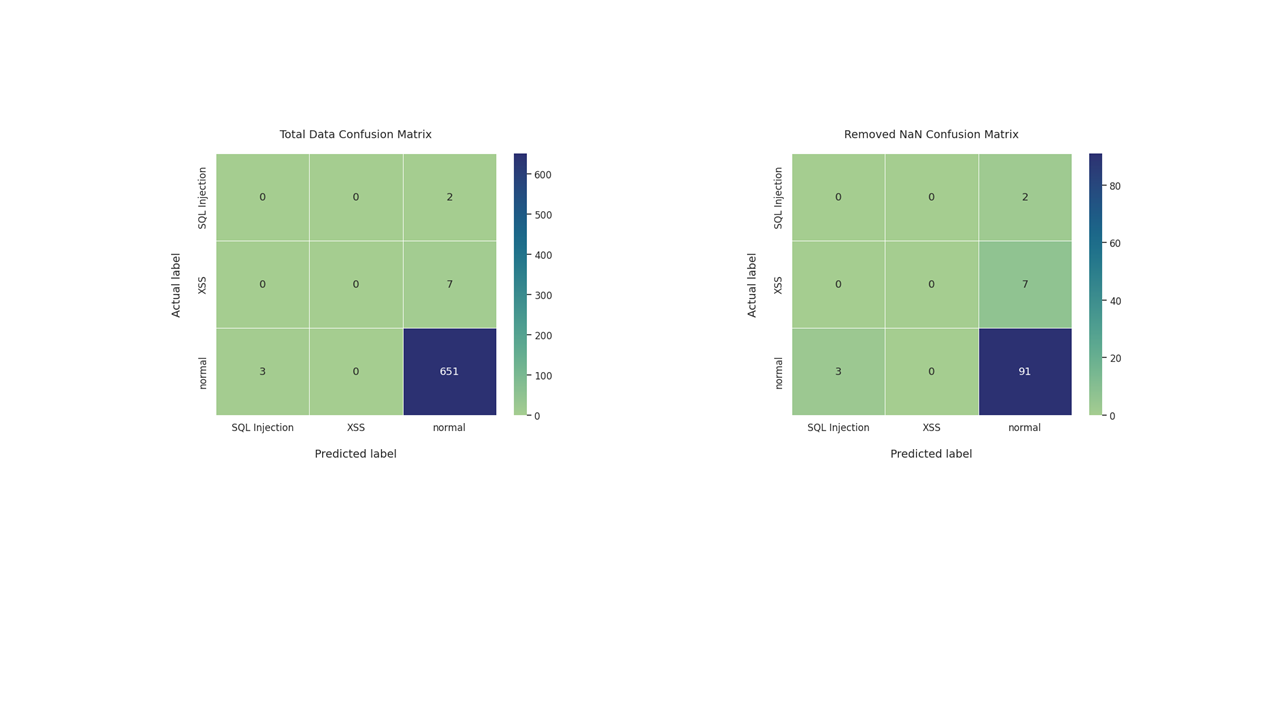 Total Data Confusion Matrix
Actual label
SQL Injection
XSS
normal
0 0 2
0 0 7
3 0 651
SQL Injection XSS normal
Predicted label
600
500
400
300
200
100
0
Removed NaN Confusion Matrix
Actual label
SQL Injection
XSS
normal
0 0 2
0 0 7
3 0 91
SQL Injection XSS normal
Predicted label
80
60
40
20
0